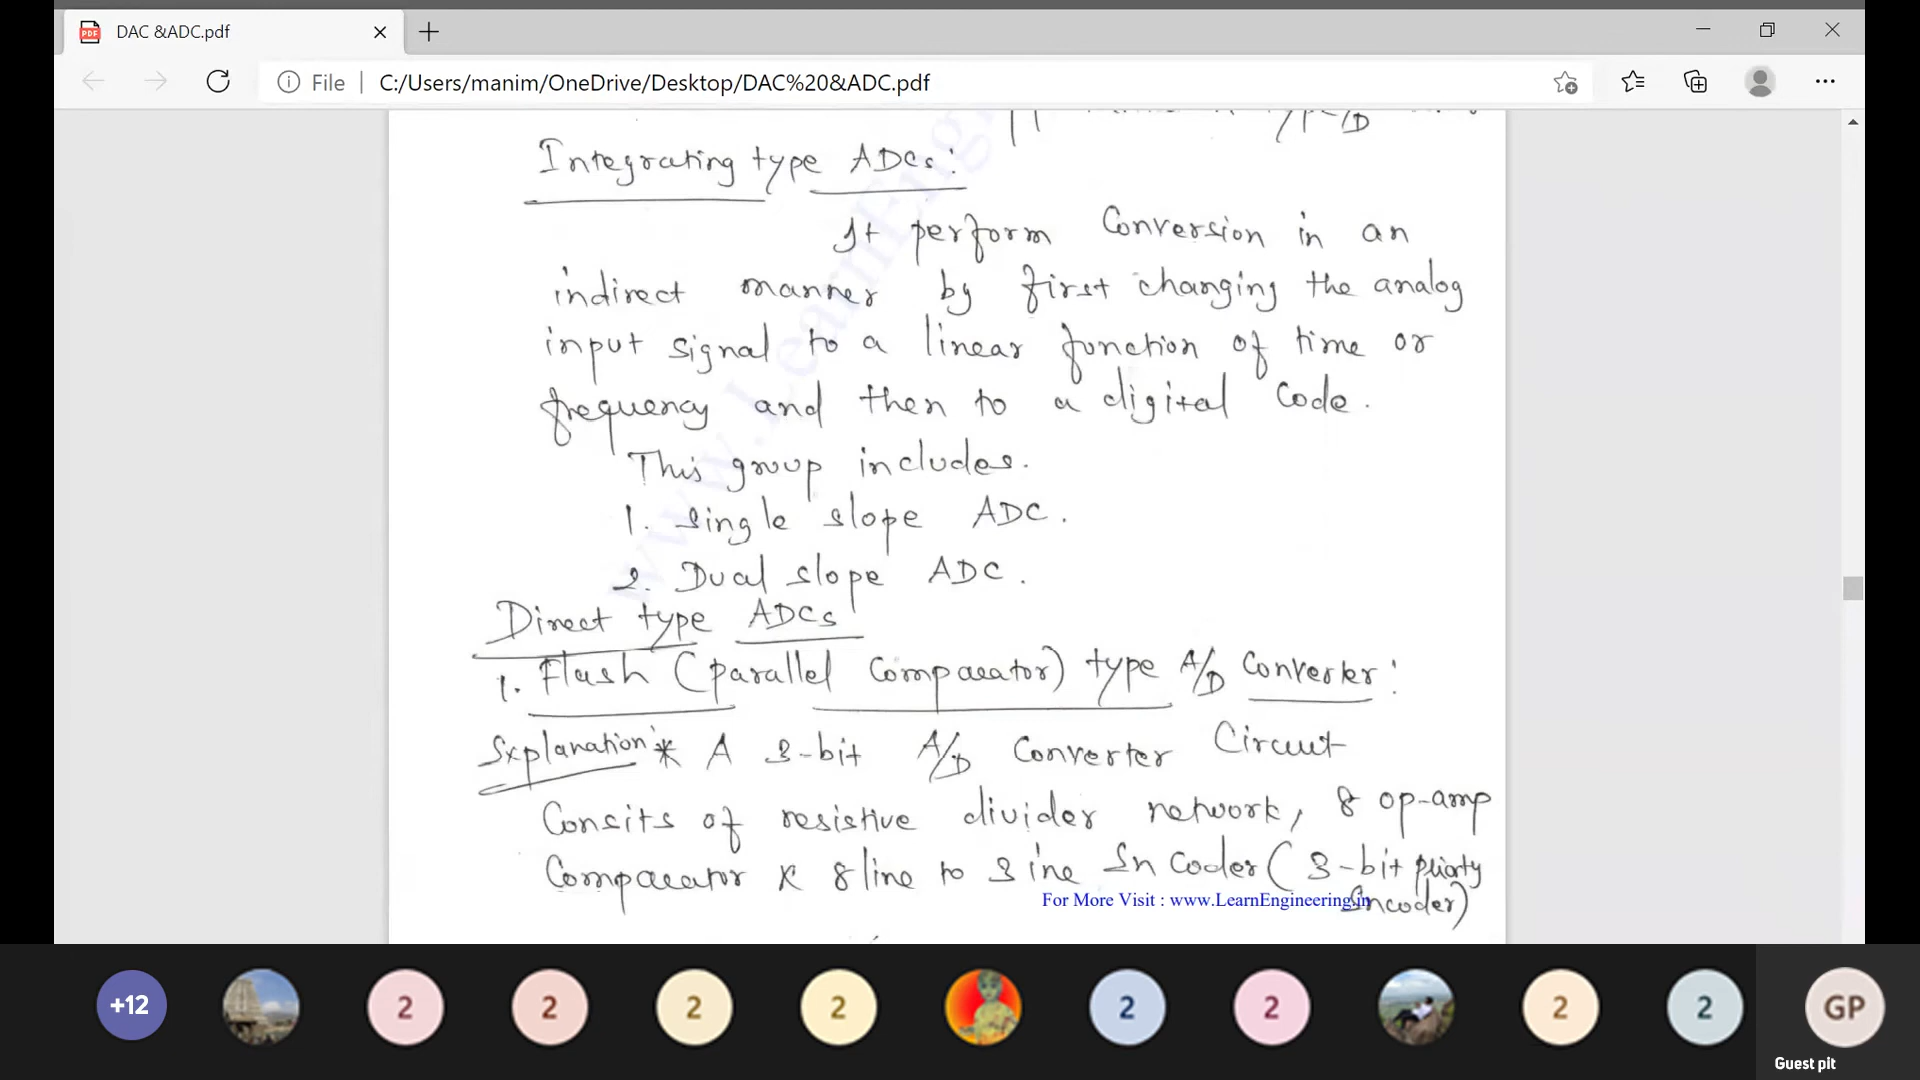 DAC &ADC.pdf
File | C:/Users/manim/OneDrive/Desktop/DAC%20&ADC.pdf
Integrating type ADCs:
It perform Conversion in an
indirect manner by first changing the analog
input signal to a linear function of time or
frequency and then to a digital Code.
This group includes.
1. Single slope ADC.
2. Dual slope ADC.
Direct type ADCs
1. Flash (parallel Comparator) type A/D Converter:
Explanation * A 3-bit A/D Converter Circuit
Consits of resistive divider network, 8 op-amp
Comparator & 8 line to 3 ine Encoder (3-bit priority
Encoder)
For More Visit : www.LearnEngineering.in
www.LearnEngi
+12 2 2 2 2 2 2 2 2 GP
Guest pit